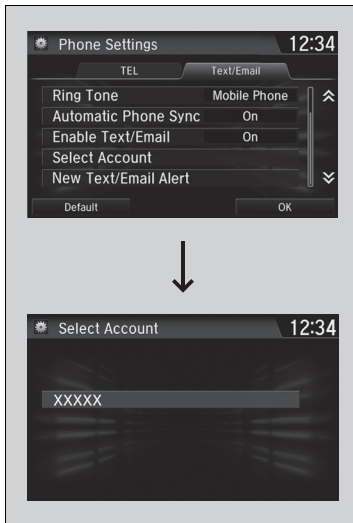 Phone Settings 12:34
TEL Text/Email
Ring Tone Mobile Phone
Automatic Phone Sync On
Enable Text/Email On
Select Account
New Text/Email Alert
Default OK
Select Account 12:34
XXXXX